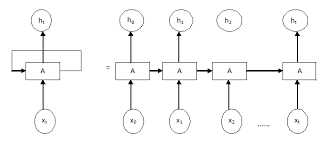 hₜ h₀ h₁ h₂ hₜ
A = A A A A
xₜ x₀ x₁ x₂ ...... xₜ